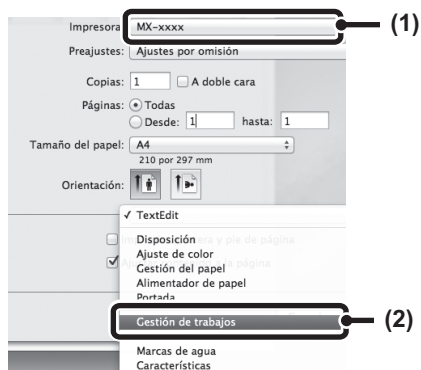 Impresora: MX-xxxx (1)
Preajustes: Ajustes por omisión
Copias: 1 A doble cara
Páginas: Todas
Desde: 1 hasta: 1
Tamaño del papel: A4
210 por 297 mm
Orientación:
✓ TextEdit
Disposición
Ajuste de color
Gestión del papel
Alimentador de papel
Portada
Gestión de trabajos (2)
Marcas de agua
Características